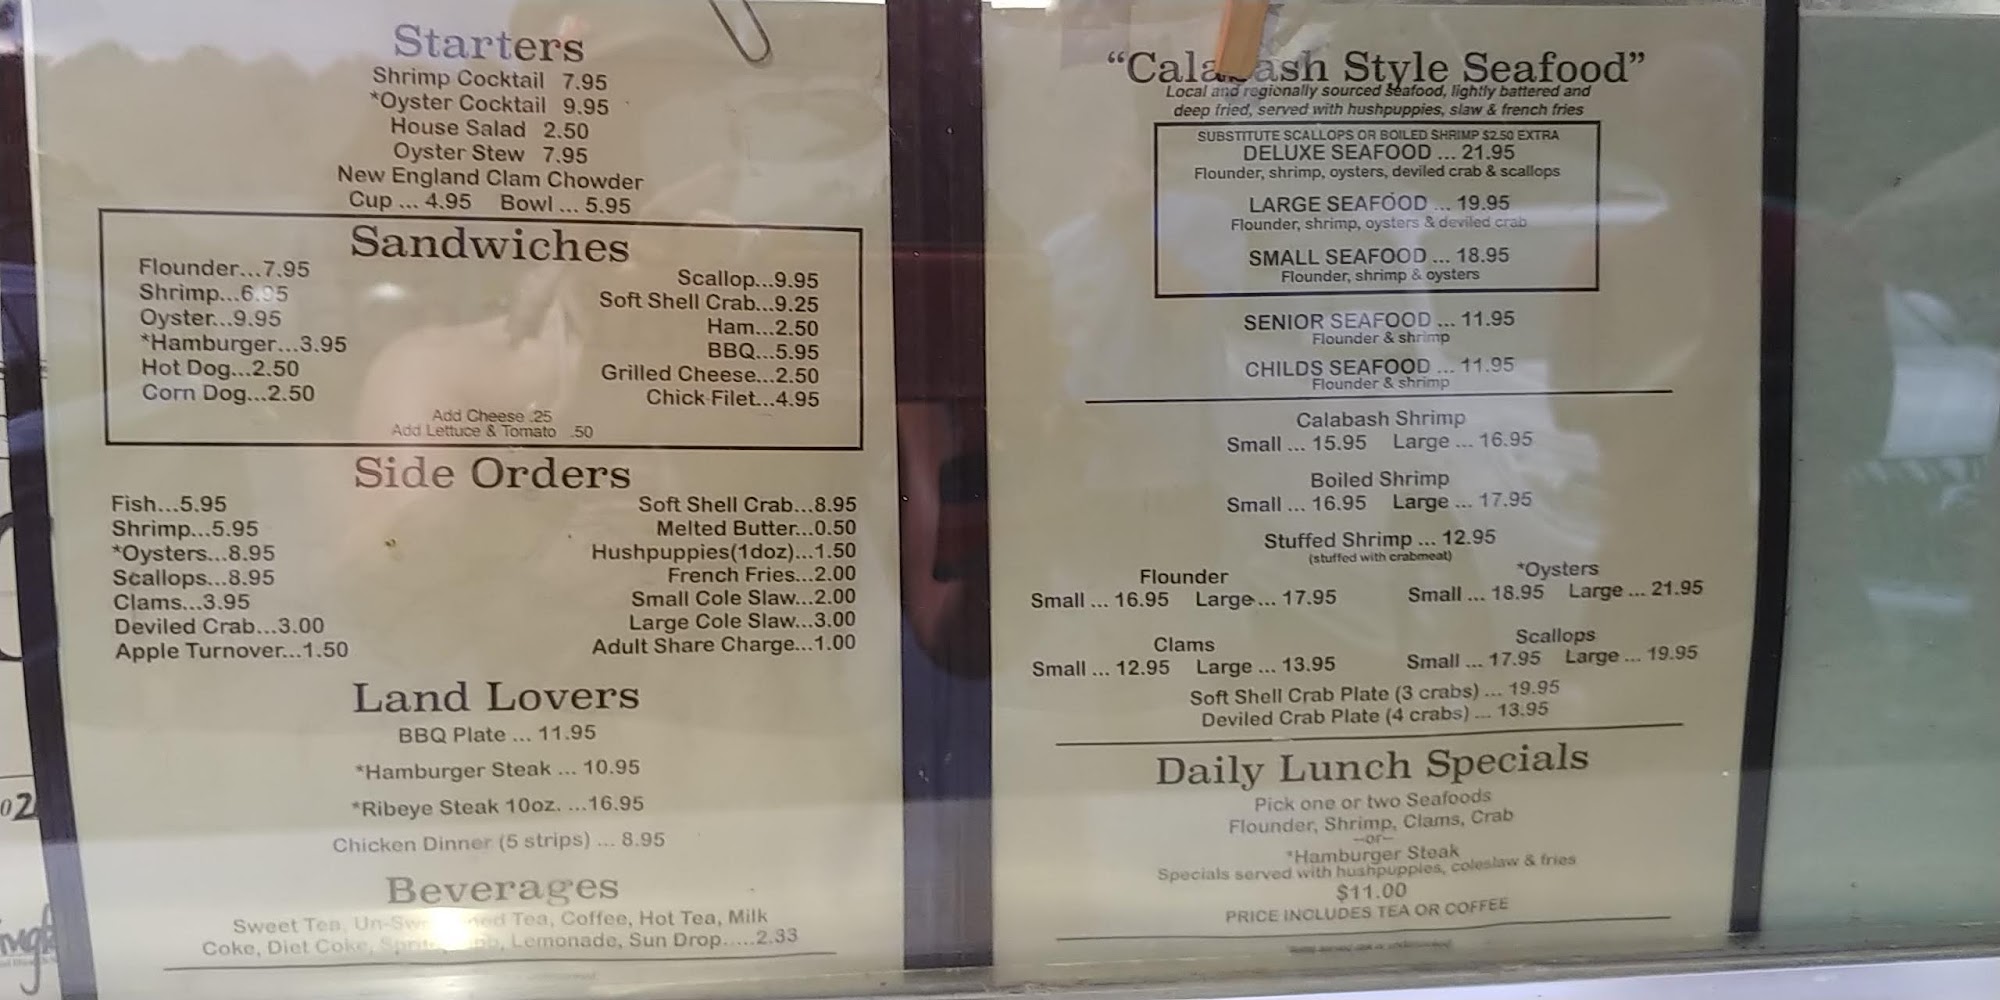 Starters
Shrimp Cocktail 7.95
*Oyster Cocktail 9.95
House Salad 2.50
Oyster Stew 7.95
New England Clam Chowder
Cup ... 4.95 Bowl ... 5.95
Sandwiches
Flounder...7.95
Shrimp...6.95
Oyster...9.95
*Hamburger...3.95
Hot Dog...2.50
Corn Dog...2.50
Scallop...9.95
Soft Shell Crab...9.25
Ham...2.50
BBQ...5.95
Grilled Cheese...2.50
Chick Filet...4.95
Add Cheese .25
Add Lettuce & Tomato .50
Side Orders
Fish...5.95
Shrimp...5.95
*Oysters...8.95
Scallops...8.95
Clams...3.95
Deviled Crab...3.00
Apple Turnover...1.50
Soft Shell Crab...8.95
Melted Butter...0.50
Hushpuppies(1doz)...1.50
French Fries...2.00
Small Cole Slaw...2.00
Large Cole Slaw...3.00
Adult Share Charge...1.00
Land Lovers
BBQ Plate ... 11.95
*Hamburger Steak ... 10.95
*Ribeye Steak 10oz. ...16.95
Chicken Dinner (5 strips) ... 8.95
Beverages
Sweet Tea, Tea, Coffee, Hot Tea, Milk
Coke, Diet Coke, Lemonade, Sun Drop.....2.33
“Calabash Style Seafood”
Local and regionally sourced seafood, lightly battered and
deep fried, served with hushpuppies, slaw & french fries
SUBSTITUTE SCALLOPS OR BOILED SHRIMP $2.50 EXTRA
DELUXE SEAFOOD ... 21.95
Flounder, shrimp, oysters, deviled crab & scallops
LARGE SEAFOOD ... 19.95
Flounder, shrimp, oysters & deviled crab
SMALL SEAFOOD ... 18.95
Flounder, shrimp & oysters
SENIOR SEAFOOD ... 11.95
Flounder & shrimp
CHILDS SEAFOOD ... 11.95
Flounder & shrimp
Calabash Shrimp
Small ... 15.95 Large ... 16.95
Boiled Shrimp
Small ... 16.95 Large ... 17.95
Stuffed Shrimp ... 12.95
(stuffed with crabmeat)
Flounder
Small ... 16.95 Large ... 17.95
*Oysters
Small ... 18.95 Large ... 21.95
Clams
Small ... 12.95 Large ... 13.95
Scallops
Small ... 17.95 Large ... 19.95
Soft Shell Crab Plate (3 crabs) ... 19.95
Deviled Crab Plate (4 crabs) ... 13.95
Daily Lunch Specials
Pick one or two Seafoods
Flounder, Shrimp, Clams, Crab
—or—
*Hamburger Steak
Specials served with hushpuppies, coleslaw & fries
$11.00
PRICE INCLUDES TEA OR COFFEE